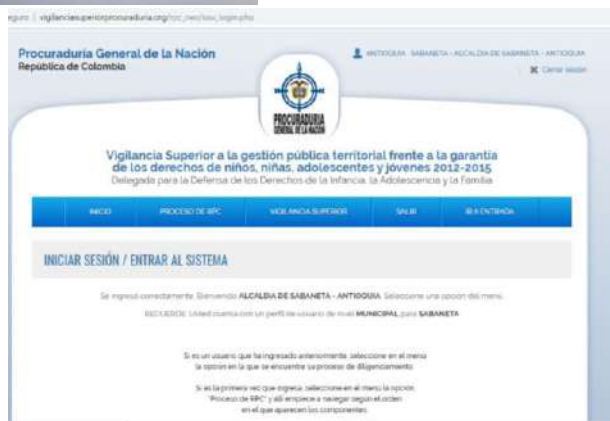 vigilanciasuperiorprocuraduria.org/
Procuraduría General de la Nación
República de Colombia
ANTIOQUIA - SABANETA - ALCALDIA DE SABANETA - ANTIOQUIA
Cerrar sesión
PROCURADURIA
GENERAL DE LA NACION
Vigilancia Superior a la gestión pública territorial frente a la garantía
de los derechos de niños, niñas, adolescentes y jóvenes 2012-2015
Delegada para la Defensa de los Derechos de la Infancia, la Adolescencia y la Familia
INICIO PROCESO DE RPC VIGILANCIA SUPERIOR SALIR IR A ENTRADA
INICIAR SESIÓN / ENTRAR AL SISTEMA
Se ingresó correctamente. Bienvenido ALCALDIA DE SABANETA - ANTIOQUIA. Seleccione una opción del menú.
RECUERDE: Usted cuenta con un perfil de usuario de nivel MUNICIPAL para SABANETA
Si es un usuario que ha ingresado anteriormente, seleccione en el menú
la opción en la que se encuentre su proceso de diligenciamiento.
Si es la primera vez que ingresa, seleccione en el menú la opción
"Proceso de RPC" y allí empiece a navegar según el orden
en el que aparecen los componentes.